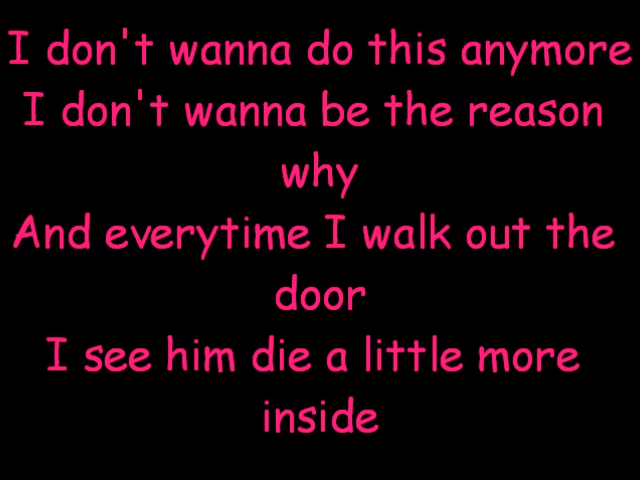 I don't wanna do this anymore
I don't wanna be the reason
why
And everytime I walk out the
door
I see him die a little more
inside